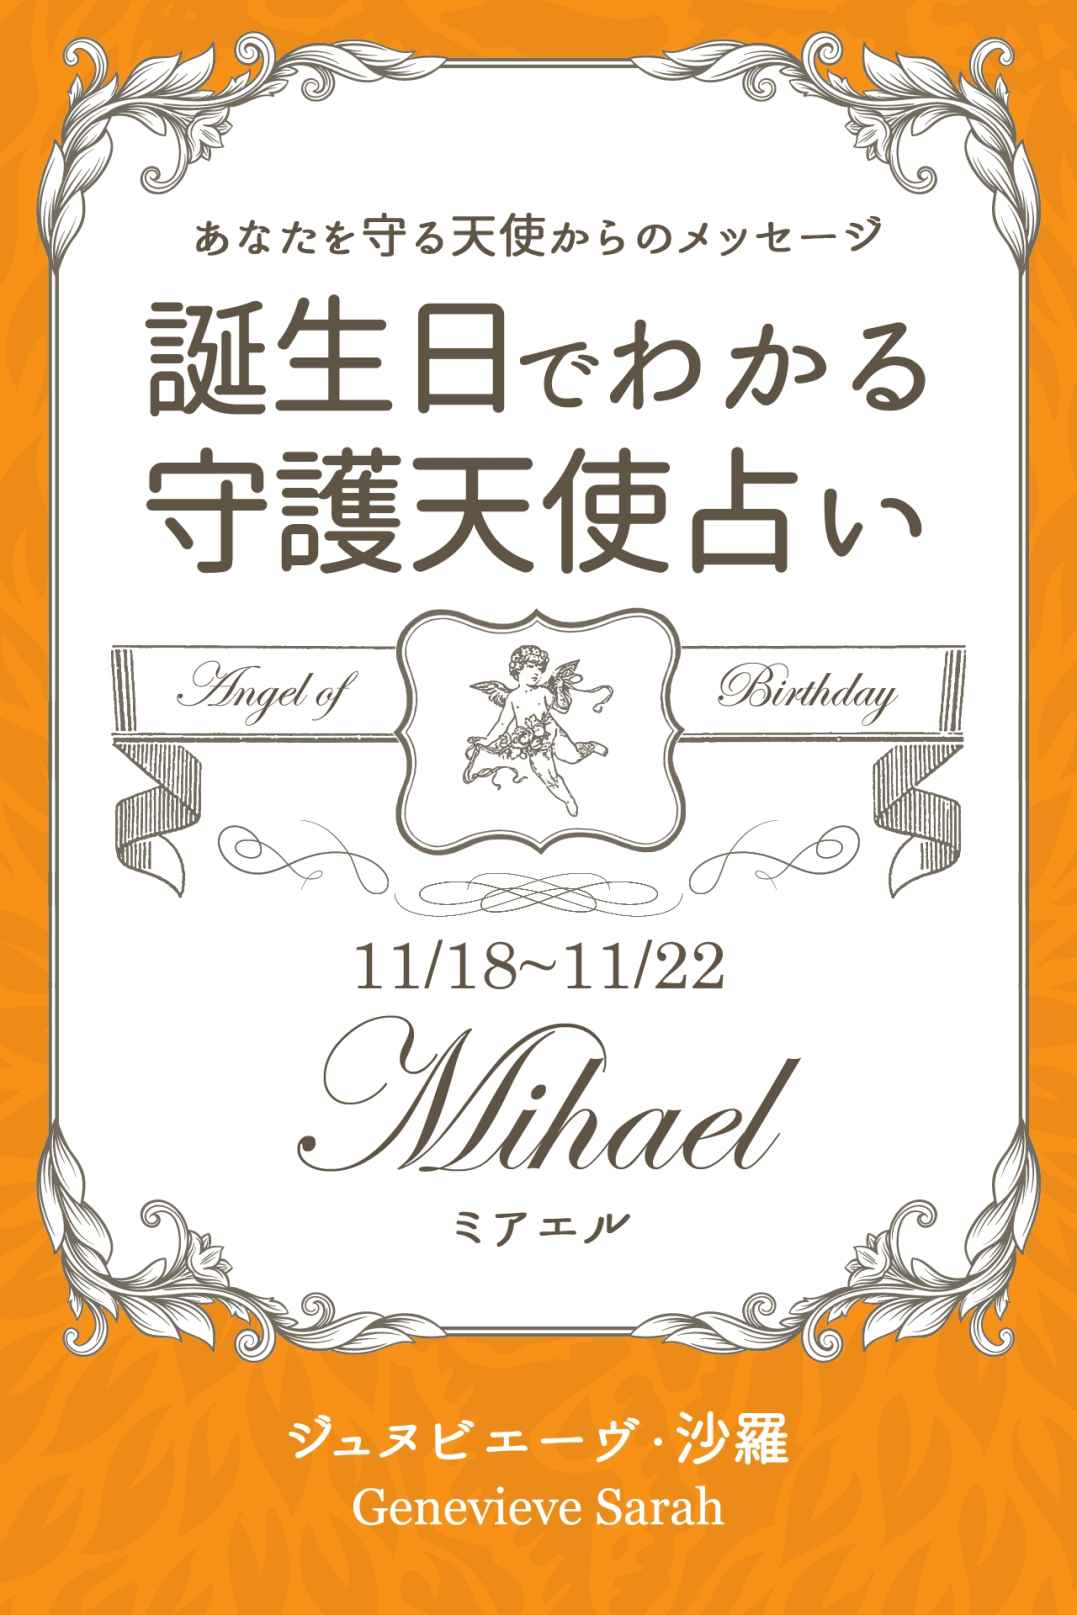 あなたを守る天使からのメッセージ
誕生日でわかる
守護天使占い
Angel of Birthday
11/18~11/22
Mihael
ミアエル
ジュヌビエーヴ・沙羅
Genevieve Sarah